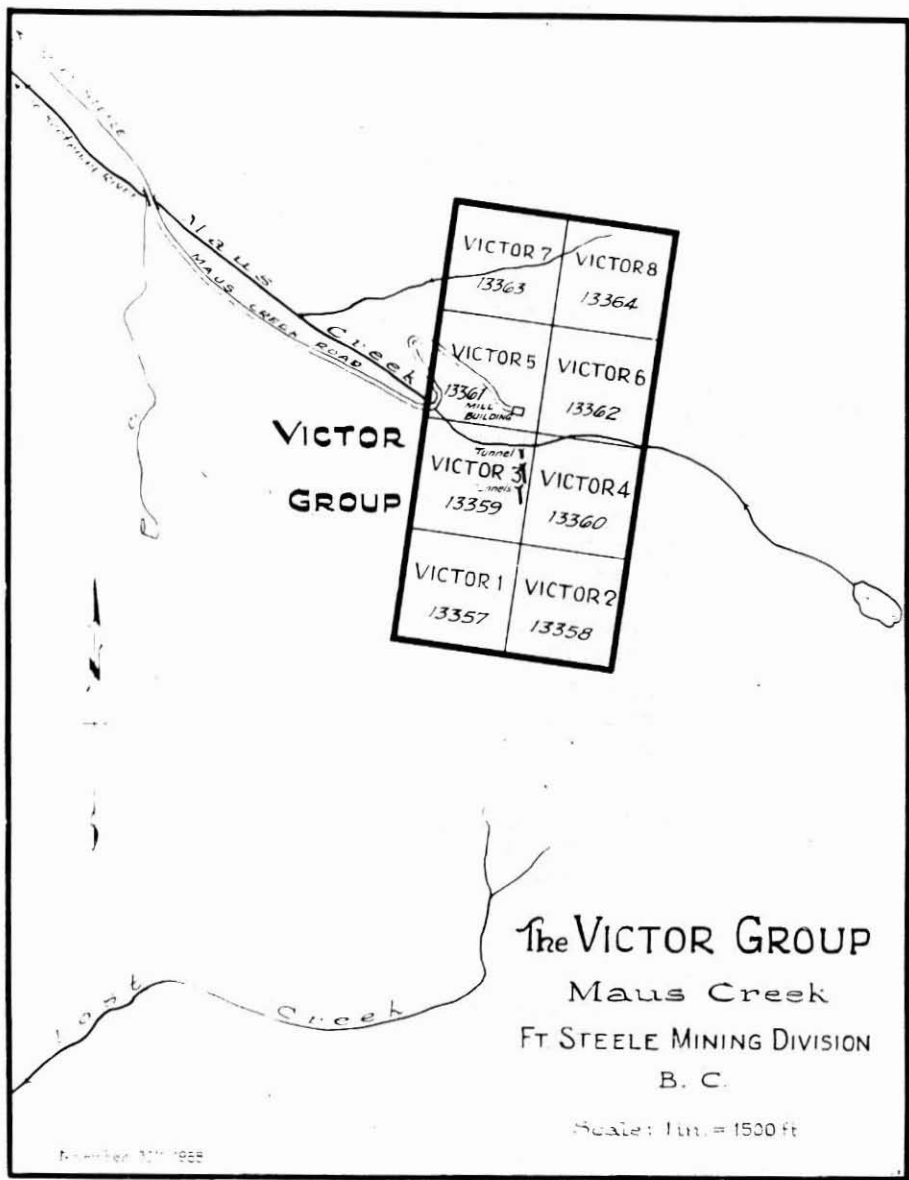 Maus
Creek
MAUS CREEK ROAD
VICTOR 7
13363
VICTOR 8
13364
VICTOR 5
13361
MILL
BUILDING
VICTOR 6
13362
VICTOR
GROUP
Tunnel
VICTOR 3
13359
VICTOR 4
13360
VICTOR 1
13357
VICTOR 2
13358
Lost
Creek
The VICTOR GROUP
Maus Creek
FT STEELE MINING DIVISION
B. C.
Scale: 1 in. = 1500 ft